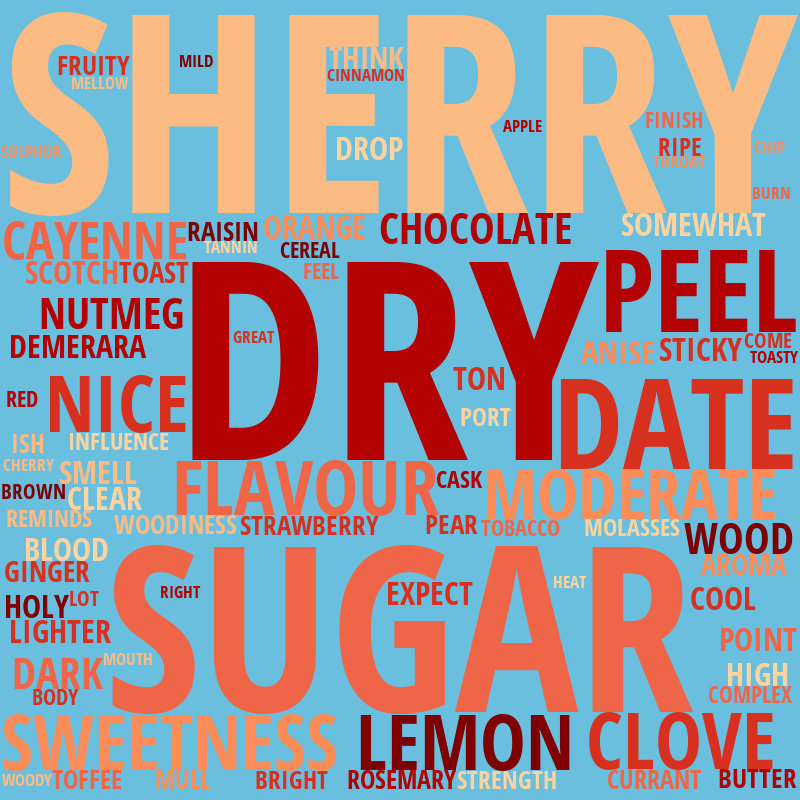 SHERRY
THINK
FRUITY
MILD
CINNAMON
MELLOW
APPLE
FINISH
DROP
RIPE
CHIP
SULPHUR
THROAT
BURN
CAYENNE
RAISIN
ORANGE
CHOCOLATE
SOMEWHAT
TANNIN
CEREAL
SCOTCH
TOAST
FEEL
DRY
PEEL
NUTMEG
GREAT
DEMERARA
ANISE
STICKY
COME
TOASTY
TON
NICE
DATE
RED
PORT
ISH
INFLUENCE
CHERRY
SMELL
FLAVOUR
CASK
MODERATE
BROWN
CLEAR
REMINDS
WOODINESS
STRAWBERRY
PEAR
TOBACCO
MOLASSES
WOOD
BLOOD
AROMA
GINGER
SUGAR
HEAT
RIGHT
EXPECT
HOLY
LOT
COOL
LIGHTER
POINT
MOUTH
DARK
HIGH
BODY
COMPLEX
SWEETNESS
LEMON
CLOVE
WOODY
TOFFEE
MULL
BRIGHT
ROSEMARY
STRENGTH
CURRANT
BUTTER